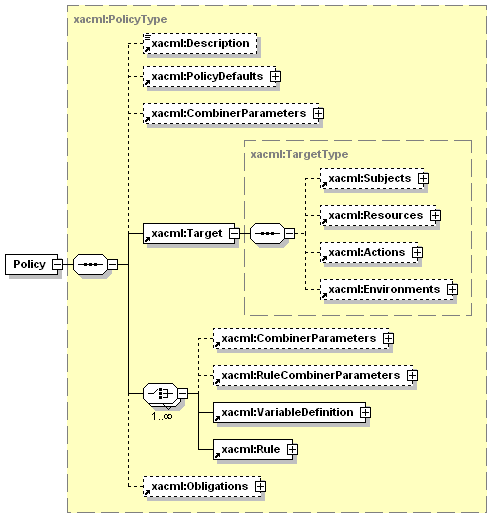 xacml:PolicyType
xacml:Description
xacml:PolicyDefaults
xacml:CombinerParameters
xacml:TargetType
xacml:Subjects
xacml:Resources
xacml:Target
xacml:Actions
Policy
xacml:Environments
xacml:CombinerParameters
xacml:RuleCombinerParameters
xacml:VariableDefinition
1..∞
xacml:Rule
xacml:Obligations